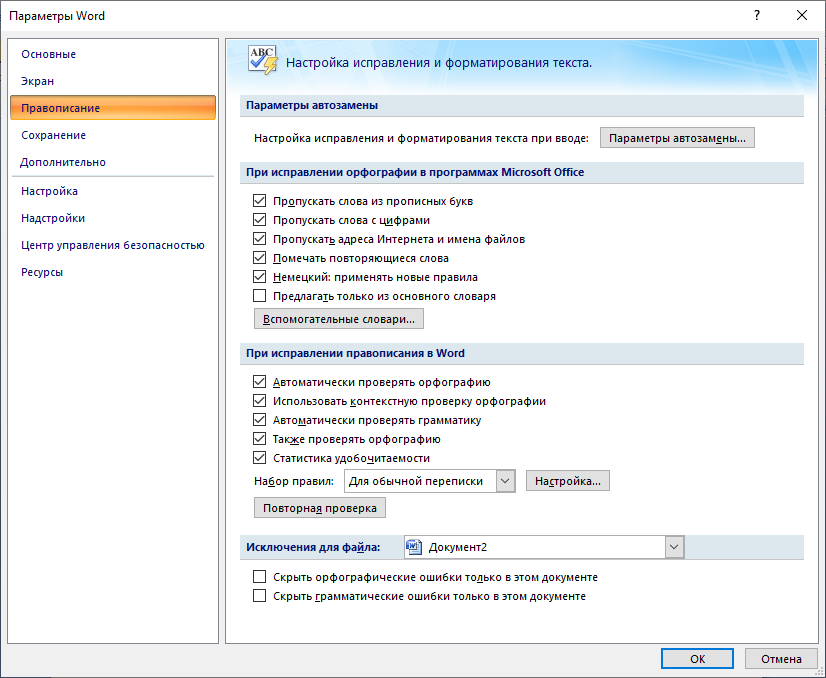 Параметры Word
?
Основные
Экран
Правописание
Сохранение
Дополнительно
Настройка
Надстройки
Центр управления безопасностью
Ресурсы
ABC
Настройка исправления и форматирования текста.
Параметры автозамены
Настройка исправления и форматирования текста при вводе: Параметры автозамены...
При исправлении орфографии в программах Microsoft Office
Пропускать слова из прописных букв
Пропускать слова с цифрами
Пропускать адреса Интернета и имена файлов
Помечать повторяющиеся слова
Немецкий: применять новые правила
Предлагать только из основного словаря
Вспомогательные словари...
При исправлении правописания в Word
Автоматически проверять орфографию
Использовать контекстную проверку орфографии
Автоматически проверять грамматику
Также проверять орфографию
Статистика удобочитаемости
Набор правил: Для обычной переписки Настройка...
Повторная проверка
Исключения для файла: Документ2
Скрыть орфографические ошибки только в этом документе
Скрыть грамматические ошибки только в этом документе
ОК Отмена